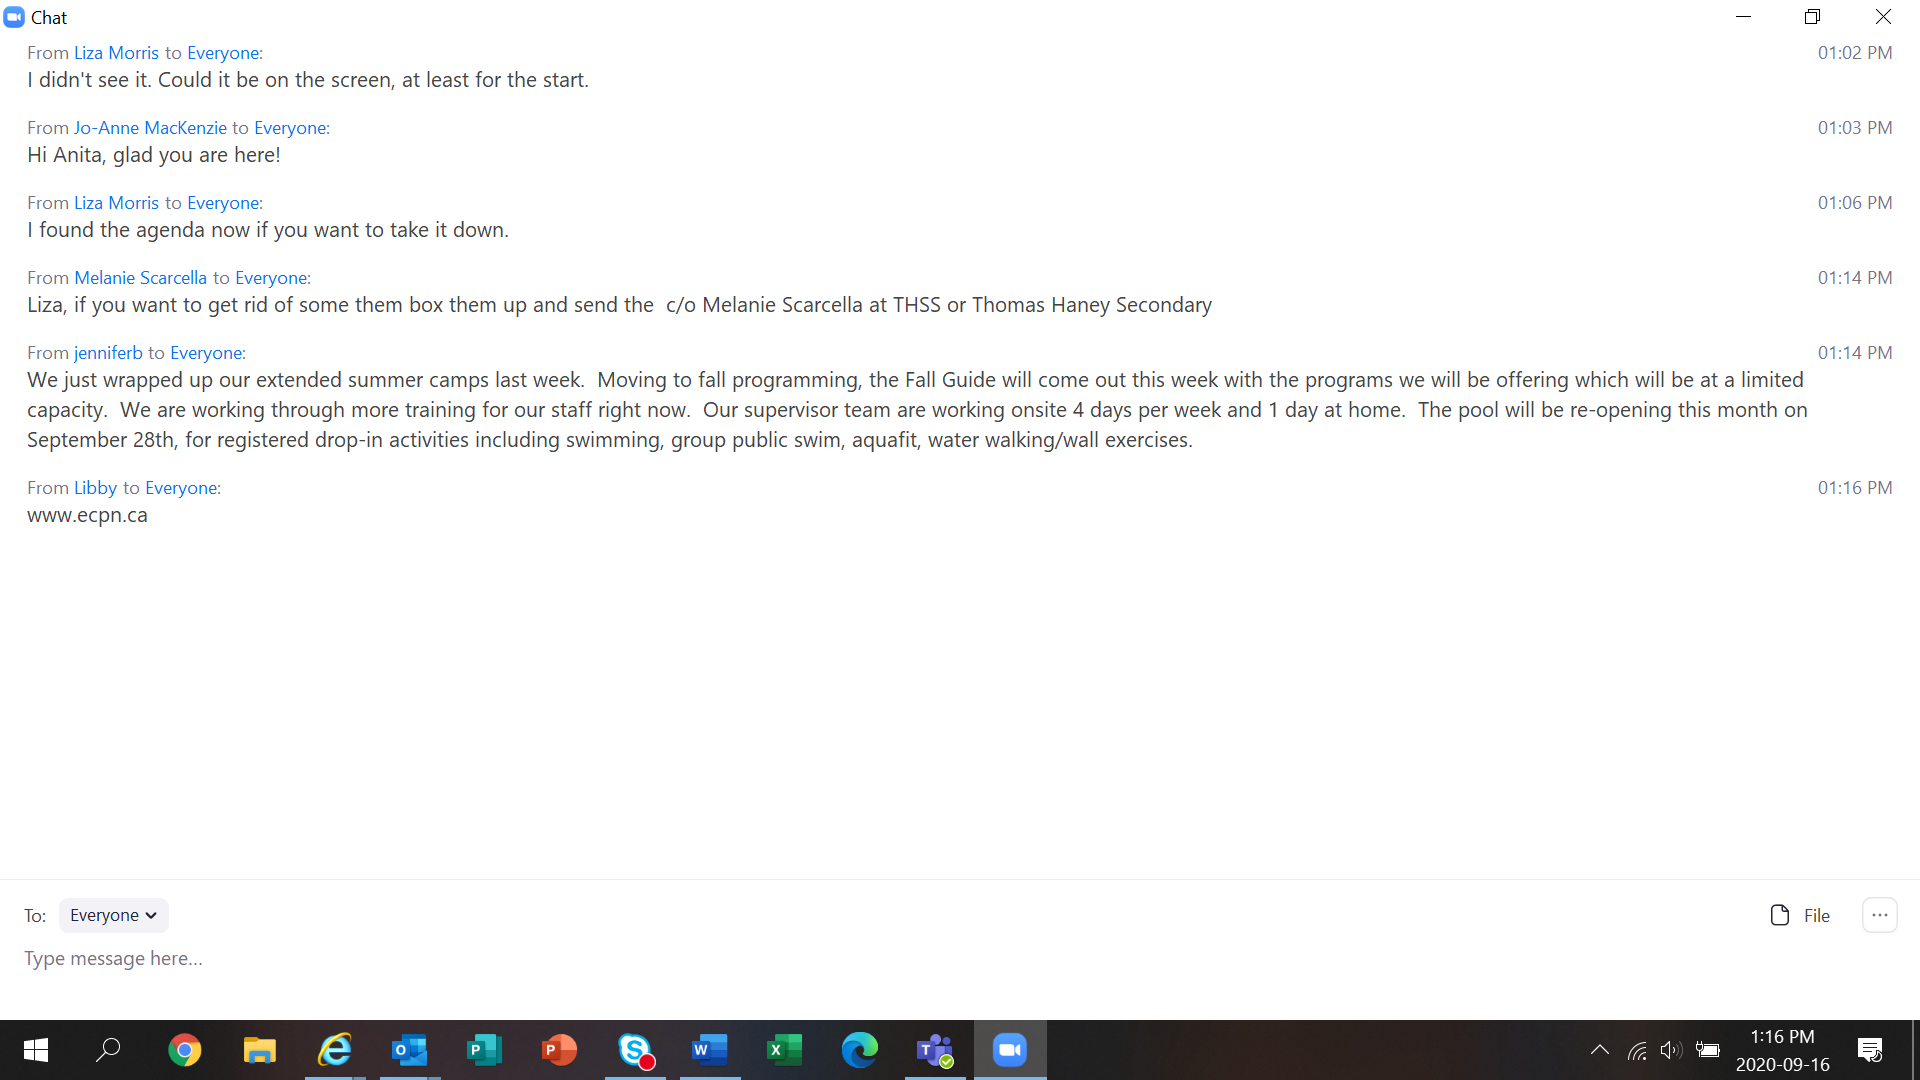 Chat
From Liza Morris to Everyone: 01:02 PM
I didn't see it. Could it be on the screen, at least for the start.
From Jo-Anne MacKenzie to Everyone: 01:03 PM
Hi Anita, glad you are here!
From Liza Morris to Everyone: 01:06 PM
I found the agenda now if you want to take it down.
From Melanie Scarcella to Everyone: 01:14 PM
Liza, if you want to get rid of some them box them up and send the  c/o Melanie Scarcella at THSS or Thomas Haney Secondary
From jenniferb to Everyone: 01:14 PM
We just wrapped up our extended summer camps last week.  Moving to fall programming, the Fall Guide will come out this week with the programs we will be offering which will be at a limited
capacity.  We are working through more training for our staff right now.  Our supervisor team are working onsite 4 days per week and 1 day at home.  The pool will be re-opening this month on
September 28th, for registered drop-in activities including swimming, group public swim, aquafit, water walking/wall exercises.
From Libby to Everyone: 01:16 PM
www.ecpn.ca
To: Everyone File ...
Type message here...
1:16 PM
2020-09-16